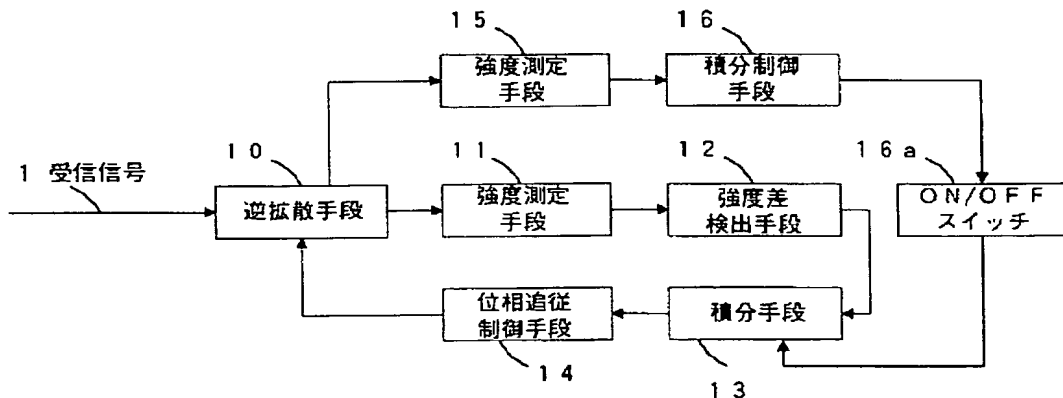 １５
１６
強度測定
手段
積分制御
手段
１０
１１
１２
１６ａ
１ 受信信号
逆拡散手段
強度測定
手段
強度差
検出手段
ＯＮ/ＯＦＦ
スイッチ
位相追従
制御手段
積分手段
１４
１３